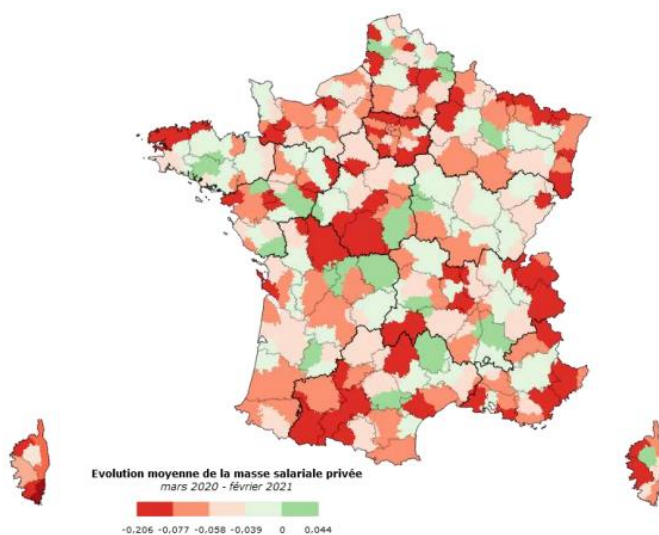 Evolution moyenne de la masse salariale privée
mars 2020 - février 2021
-0,206 -0,077 -0,058 -0,039 0 0,044